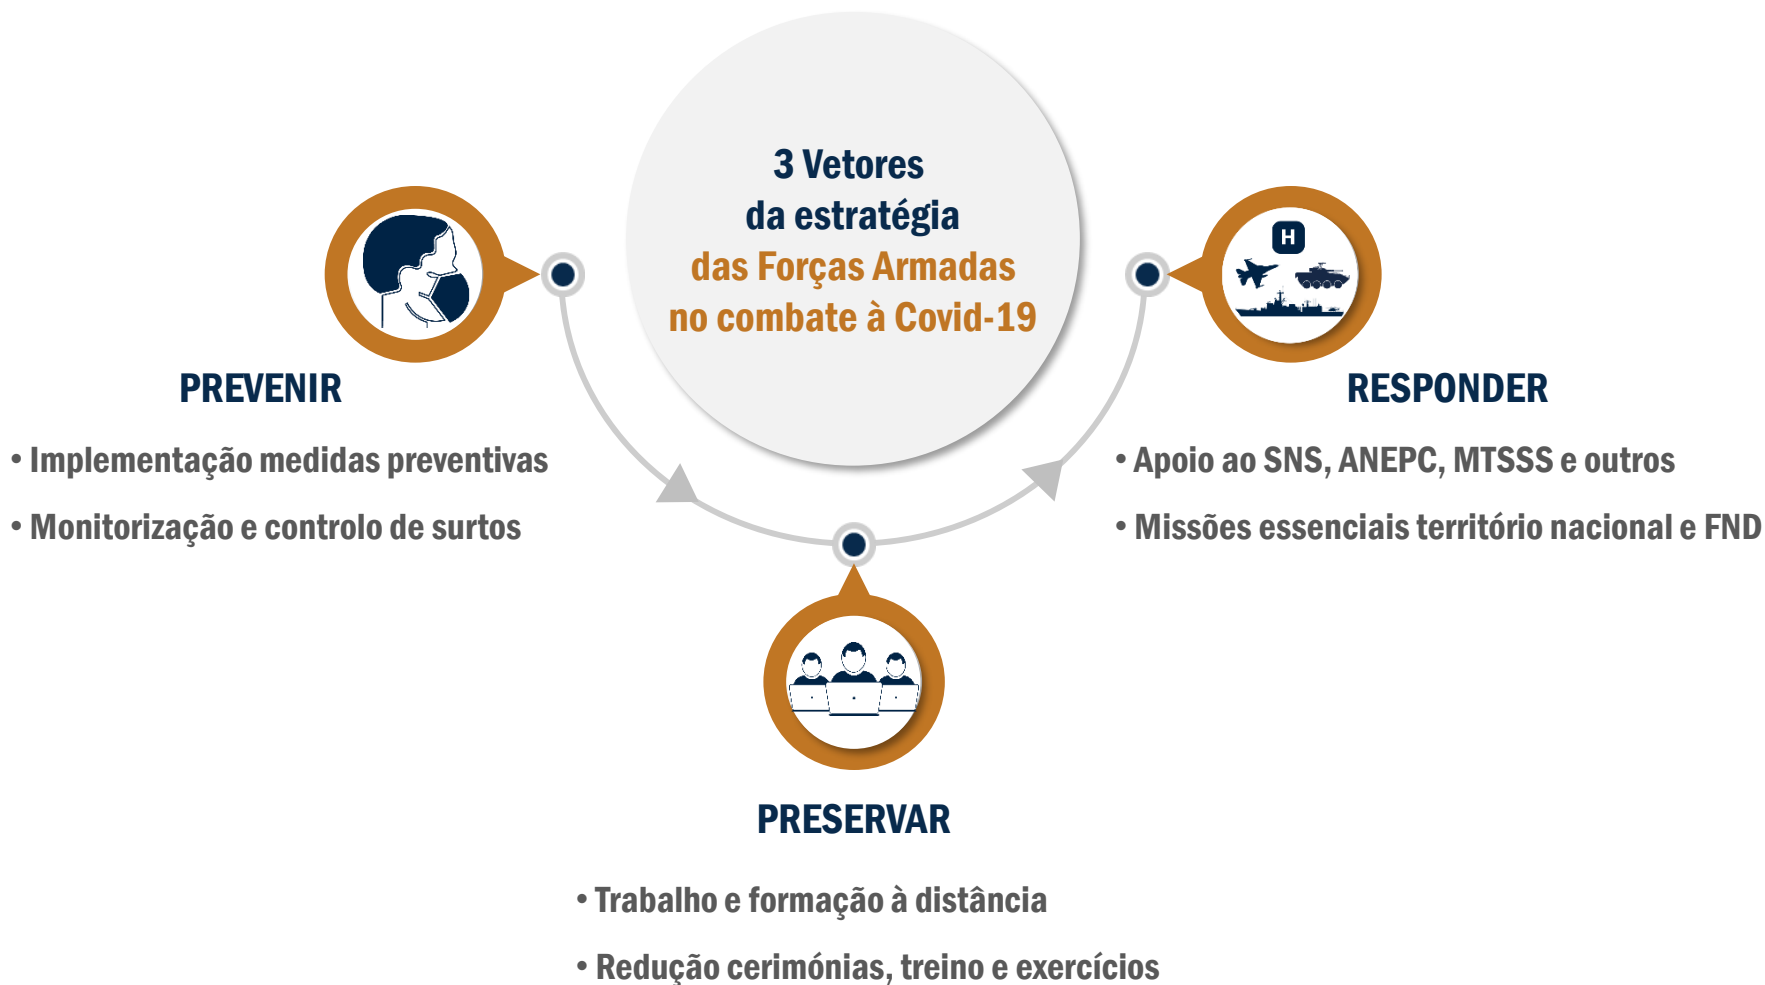 3 Vetores
da estratégia
das Forças Armadas
no combate à Covid-19
PREVENIR
• Implementação medidas preventivas
• Monitorização e controlo de surtos
H
RESPONDER
• Apoio ao SNS, ANEPC, MTSSS e outros
• Missões essenciais território nacional e FND
PRESERVAR
• Trabalho e formação à distância
• Redução cerimónias, treino e exercícios